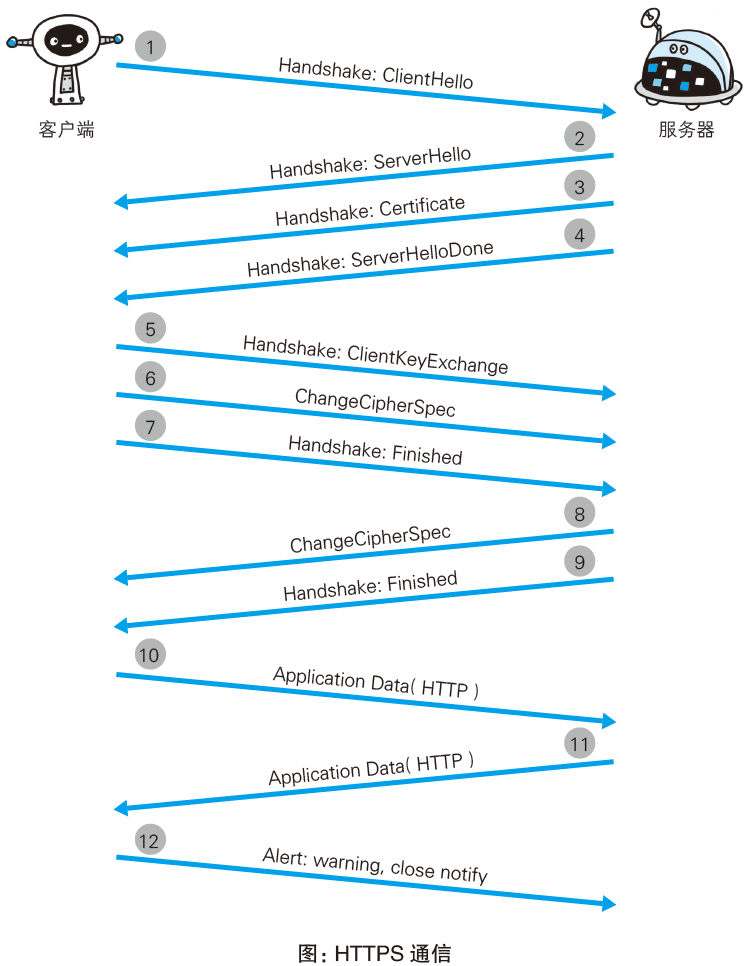 1
Handshake: ClientHello
客户端
服务器
2
Handshake: ServerHello
3
Handshake: Certificate
4
Handshake: ServerHelloDone
5
Handshake: ClientKeyExchange
6
ChangeCipherSpec
7
Handshake: Finished
8
ChangeCipherSpec
9
Handshake: Finished
10
Application Data( HTTP )
11
Application Data( HTTP )
12
Alert: warning, close notify
图：HTTPS 通信